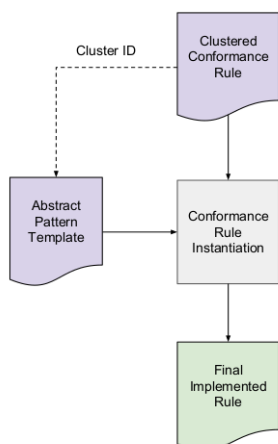 Cluster ID
Clustered
Conformance
Rule
Abstract
Pattern
Template
Conformance
Rule
Instantiation
Final
Implemented
Rule